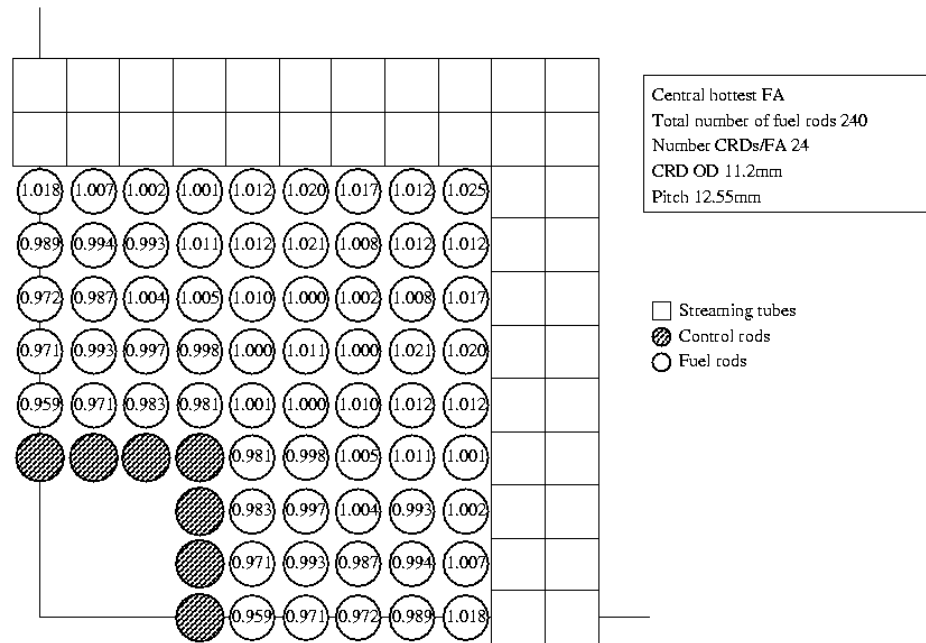 Central hottest FA
Total number of fuel rods 240
Number CRDs/FA 24
CRD OD 11.2mm
Pitch 12.55mm
1.018 1.007 1.002 1.001 1.012 1.020 1.017 1.012 1.025
0.989 0.994 0.993 1.011 1.012 1.021 1.008 1.012 1.012
0.972 0.987 1.004 1.005 1.010 1.000 1.002 1.008 1.017
Streaming tubes
Control rods
0.971 0.993 0.997 0.998 1.000 1.011 1.000 1.021 1.020
Fuel rods
0.959 0.971 0.983 0.981 1.001 1.000 1.010 1.012 1.012
0.981 0.998 1.005 1.011 1.001
0.983 0.997 1.004 0.993 1.002
0.971 0.993 0.987 0.994 1.007
0.959 0.971 0.972 0.989 1.018